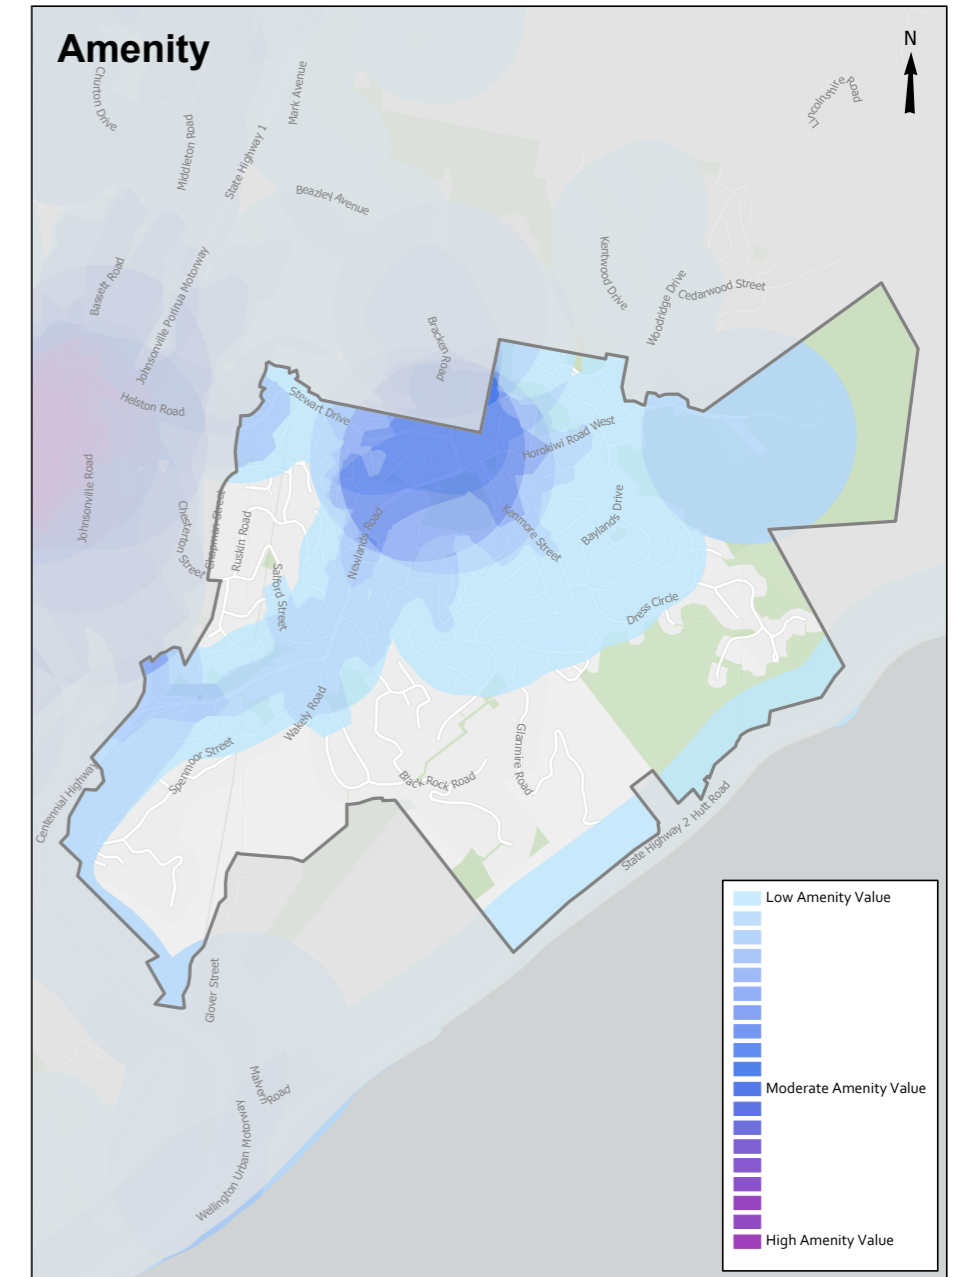 Amenity
N
Churton Drive
Middleton Road
State Highway 1
Mark Avenue
Beazley Avenue
Lincolnshire Road
Bassett Road
Johnsonville Porirua Motorway
Helston Road
Bracken Road
Kentwood Drive
Woodridge Drive
Cedarwood Street
Stewart Drive
Horokiwi Road West
Johnsonville Road
Chesterton Street
Chapman Street
Ruskin Road
Salford Street
Newlands Road
Kenmore Street
Baylands Drive
Dress Circle
Wakely Road
Spenmoor Street
Black Rock Road
Glanmire Road
Centennial Highway
State Highway 2 Hutt Road
Glover Street
Malvern Road
Wellington Urban Motorway
Low Amenity Value
Moderate Amenity Value
High Amenity Value